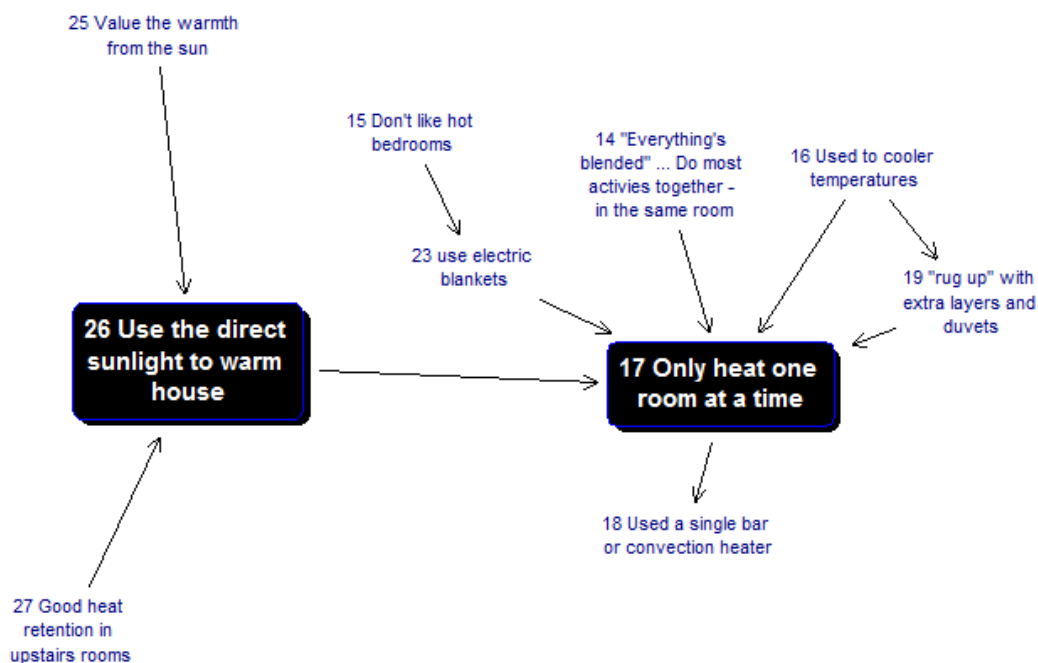 25 Value the warmth
from the sun
15 Don't like hot
bedrooms
14 "Everything's
blended" ... Do most
activies together -
in the same room
16 Used to cooler
temperatures
23 use electric
blankets
19 "rug up" with
extra layers and
duvets
26 Use the direct
sunlight to warm
house
17 Only heat one
room at a time
18 Used a single bar
or convection heater
27 Good heat
retention in
upstairs rooms